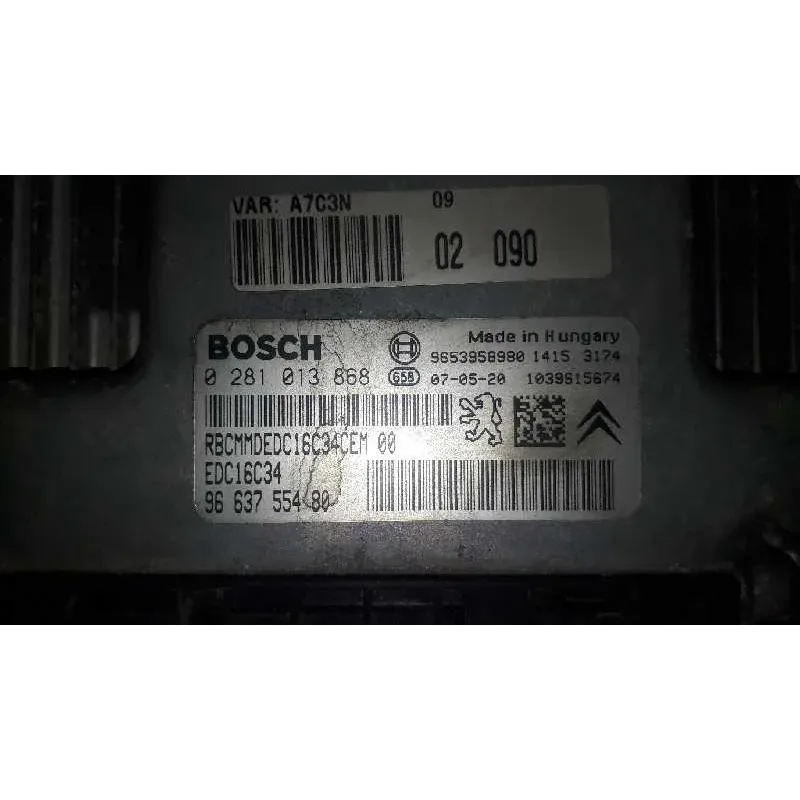 VAR: A7C3N 09
02 090
BOSCH Made in Hungary
9653958980 1415 3174
0 281 013 868 G58 07-05-20 1039S15674
RBCMMDEDC16C34CEM 00
EDC16C34
96 637 554 80